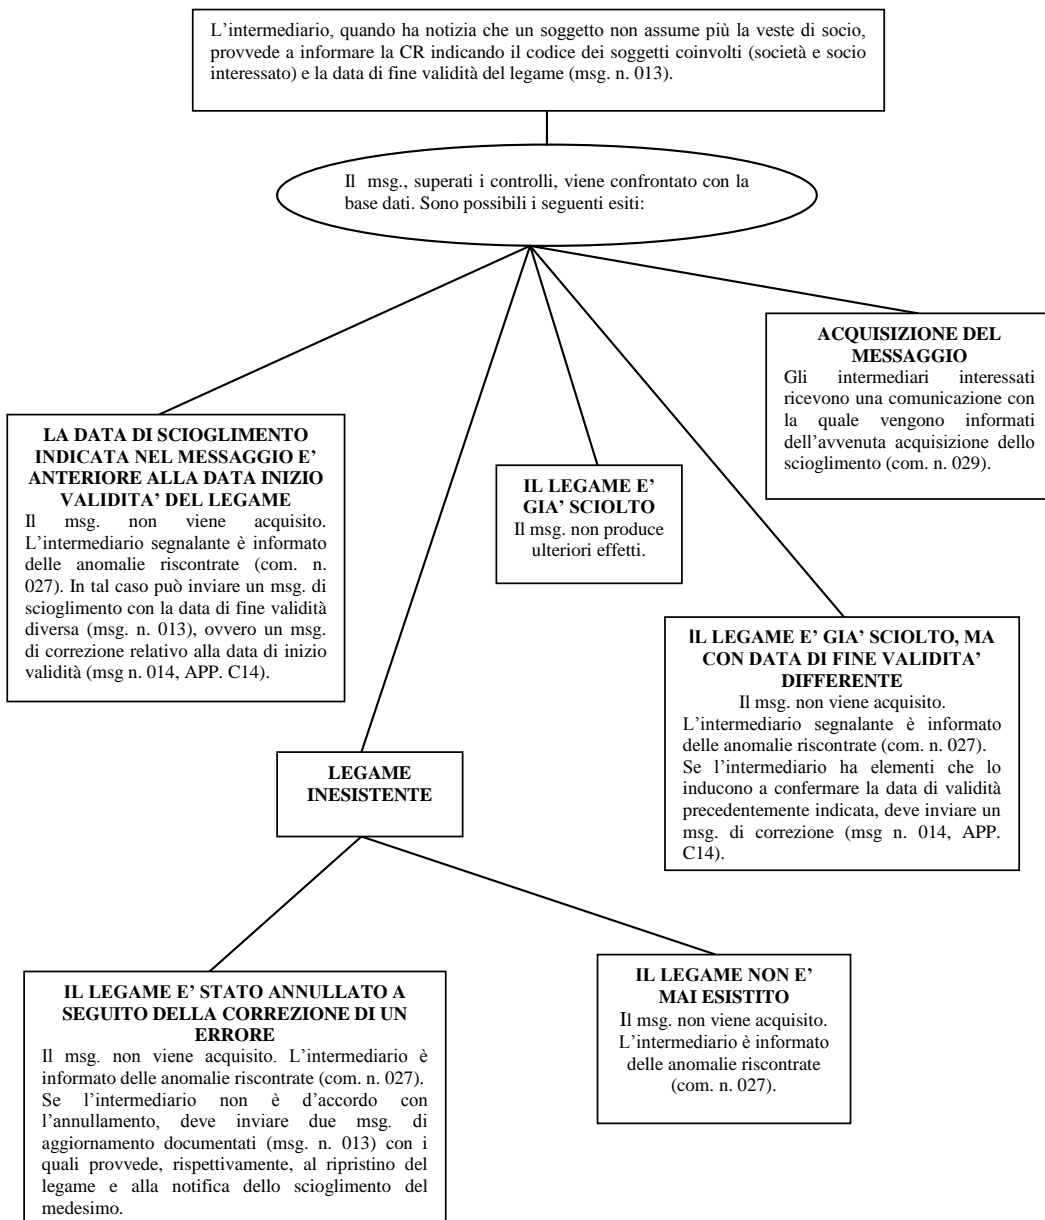 L'intermediario, quando ha notizia che un soggetto non assume più la veste di socio,
provvede a informare la CR indicando il codice dei soggetti coinvolti (società e socio
interessato) e la data di fine validità del legame (msg. n. 013).
Il msg., superati i controlli, viene confrontato con la
base dati. Sono possibili i seguenti esiti:
ACQUISIZIONE DEL
MESSAGGIO
Gli intermediari interessati
ricevono una comunicazione con
la quale vengono informati
dell'avvenuta acquisizione dello
scioglimento (com. n. 029).
LA DATA DI SCIOGLIMENTO
INDICATA NEL MESSAGGIO E'
ANTERIORE ALLA DATA INIZIO
VALIDITA' DEL LEGAME
Il msg. non viene acquisito.
L'intermediario segnalante è informato
delle anomalie riscontrate (com. n.
027). In tal caso può inviare un msg. di
scioglimento con la data di fine validità
diversa (msg. n. 013), ovvero un msg.
di correzione relativo alla data di inizio
validità (msg n. 014, APP. C14).
IL LEGAME E'
GIA' SCIOLTO
Il msg. non produce
ulteriori effetti.
IL LEGAME E' GIA' SCIOLTO, MA
CON DATA DI FINE VALIDITA'
DIFFERENTE
Il msg. non viene acquisito.
L'intermediario segnalante è informato
delle anomalie riscontrate (com. n. 027).
Se l'intermediario ha elementi che lo
inducono a confermare la data di validità
precedentemente indicata, deve inviare un
msg. di correzione (msg n. 014, APP.
C14).
LEGAME
INESISTENTE
IL LEGAME E' STATO ANNULLATO A
SEGUITO DELLA CORREZIONE DI UN
ERRORE
Il msg. non viene acquisito. L'intermediario è
informato delle anomalie riscontrate (com. n. 027).
Se l'intermediario non è d'accordo con
l'annullamento, deve inviare due msg. di
aggiornamento documentati (msg. n. 013) con i
quali provvede, rispettivamente, al ripristino del
legame e alla notifica dello scioglimento del
medesimo.
IL LEGAME NON E'
MAI ESISTITO
Il msg. non viene acquisito.
L'intermediario è informato
delle anomalie riscontrate
(com. n. 027).